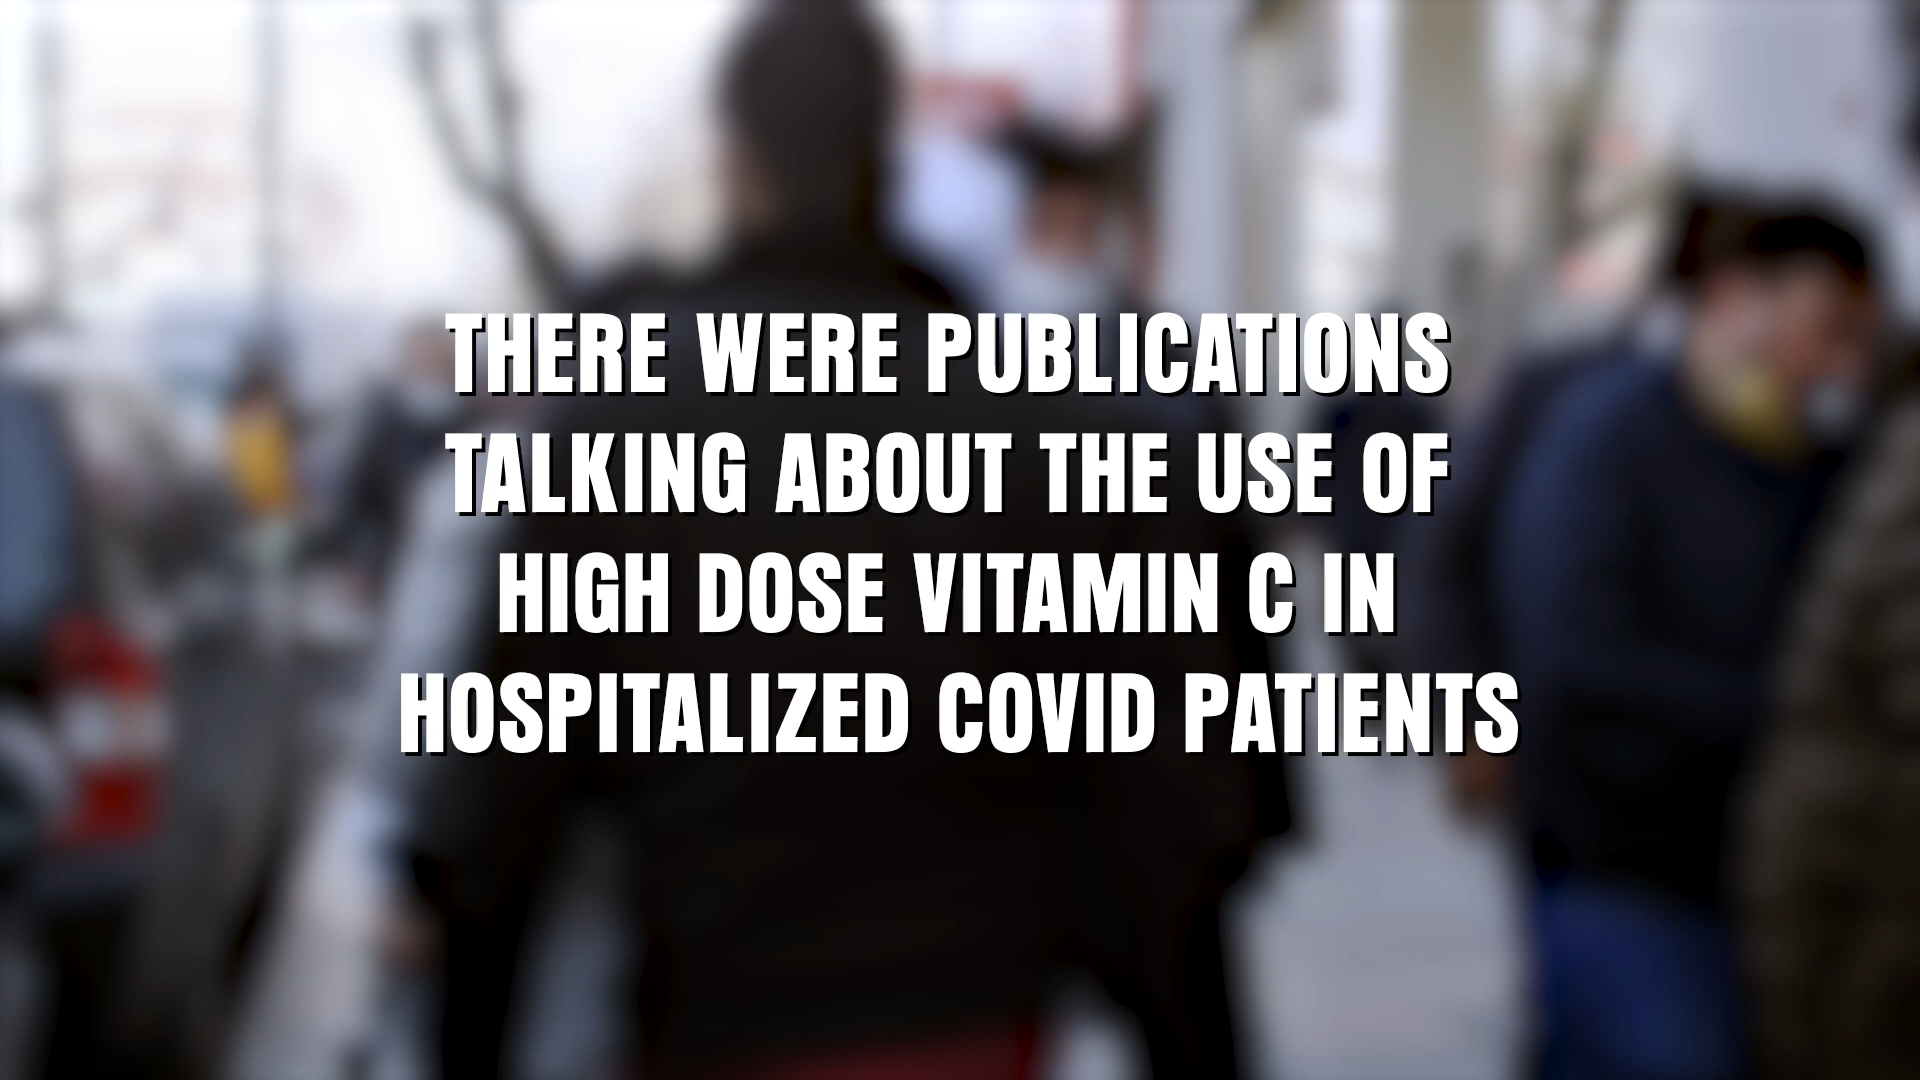 THERE WERE PUBLICATIONS
TALKING ABOUT THE USE OF
HIGH DOSE VITAMIN C IN
HOSPITALIZED COVID PATIENTS